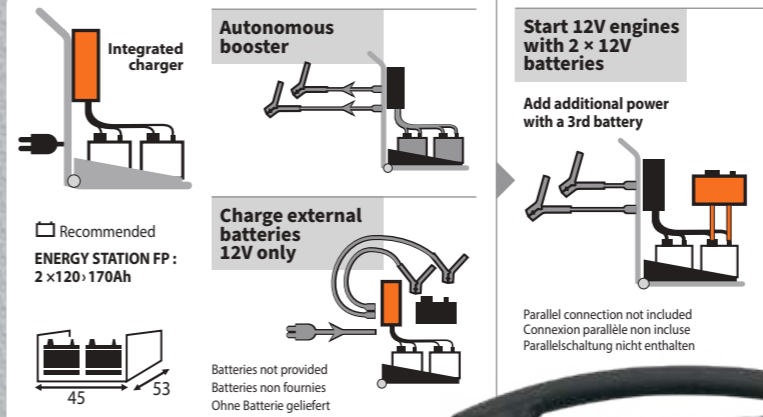 Integrated
charger
Recommended
ENERGY STATION FP :
2 ×120›170Ah
45
53
Autonomous
booster
Charge external
batteries
12V only
Batteries not provided
Batteries non fournies
Ohne Batterie geliefert
Start 12V engines
with 2 × 12V
batteries
Add additional power
with a 3rd battery
Parallel connection not included
Connexion parallèle non incluse
Parallelschaltung nicht enthalten